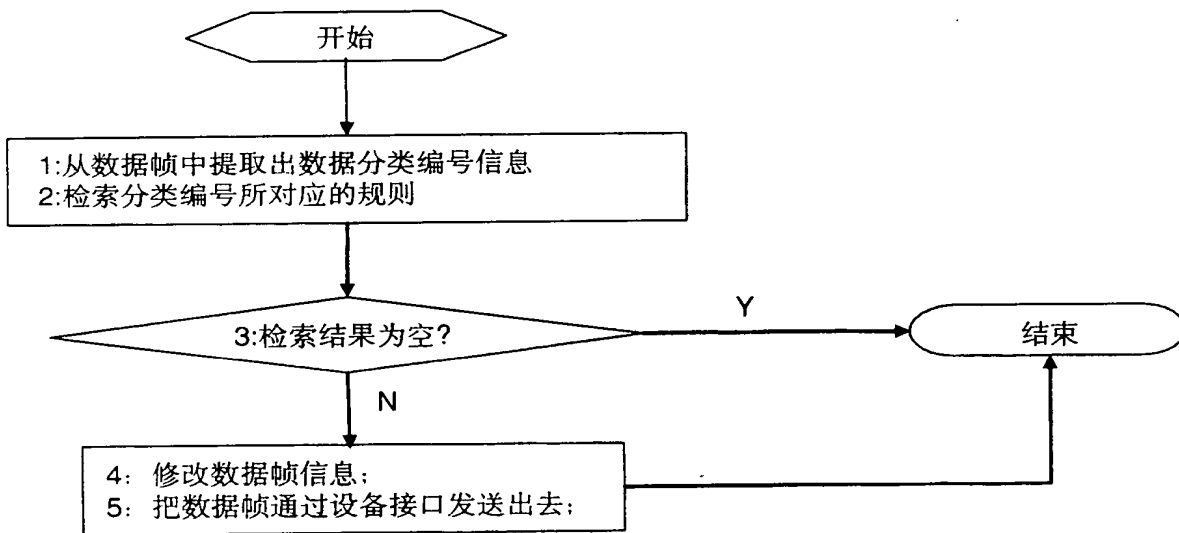 开始
1:从数据帧中提取出数据分类编号信息
2:检索分类编号所对应的规则
3:检索结果为空?
Y
结束
N
4: 修改数据帧信息;
5: 把数据帧通过设备接口发送出去;